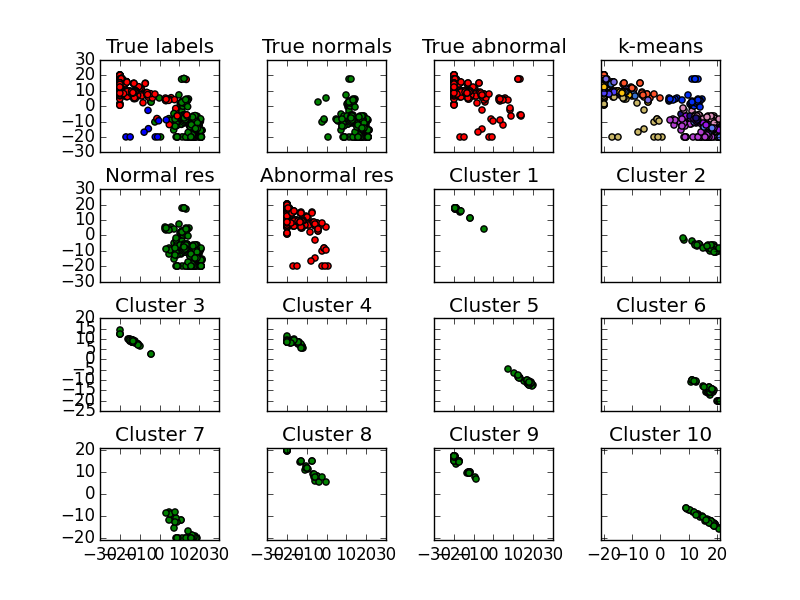 True labels
True normals
True abnormal
k-means
30
20
10
0
−10
−20
−30
Normal res
Abnormal res
Cluster 1
Cluster 2
30
20
10
0
−10
−20
−30
Cluster 3
Cluster 4
Cluster 5
Cluster 6
20
15
10
5
0
−5
−10
−15
−20
−25
Cluster 7
Cluster 8
Cluster 9
Cluster 10
20
10
0
−10
−20
−30−20−10 0 10 20 30
−30−20−10 0 10 20 30
−30−20−10 0 10 20 30
−20 −10 0 10 20